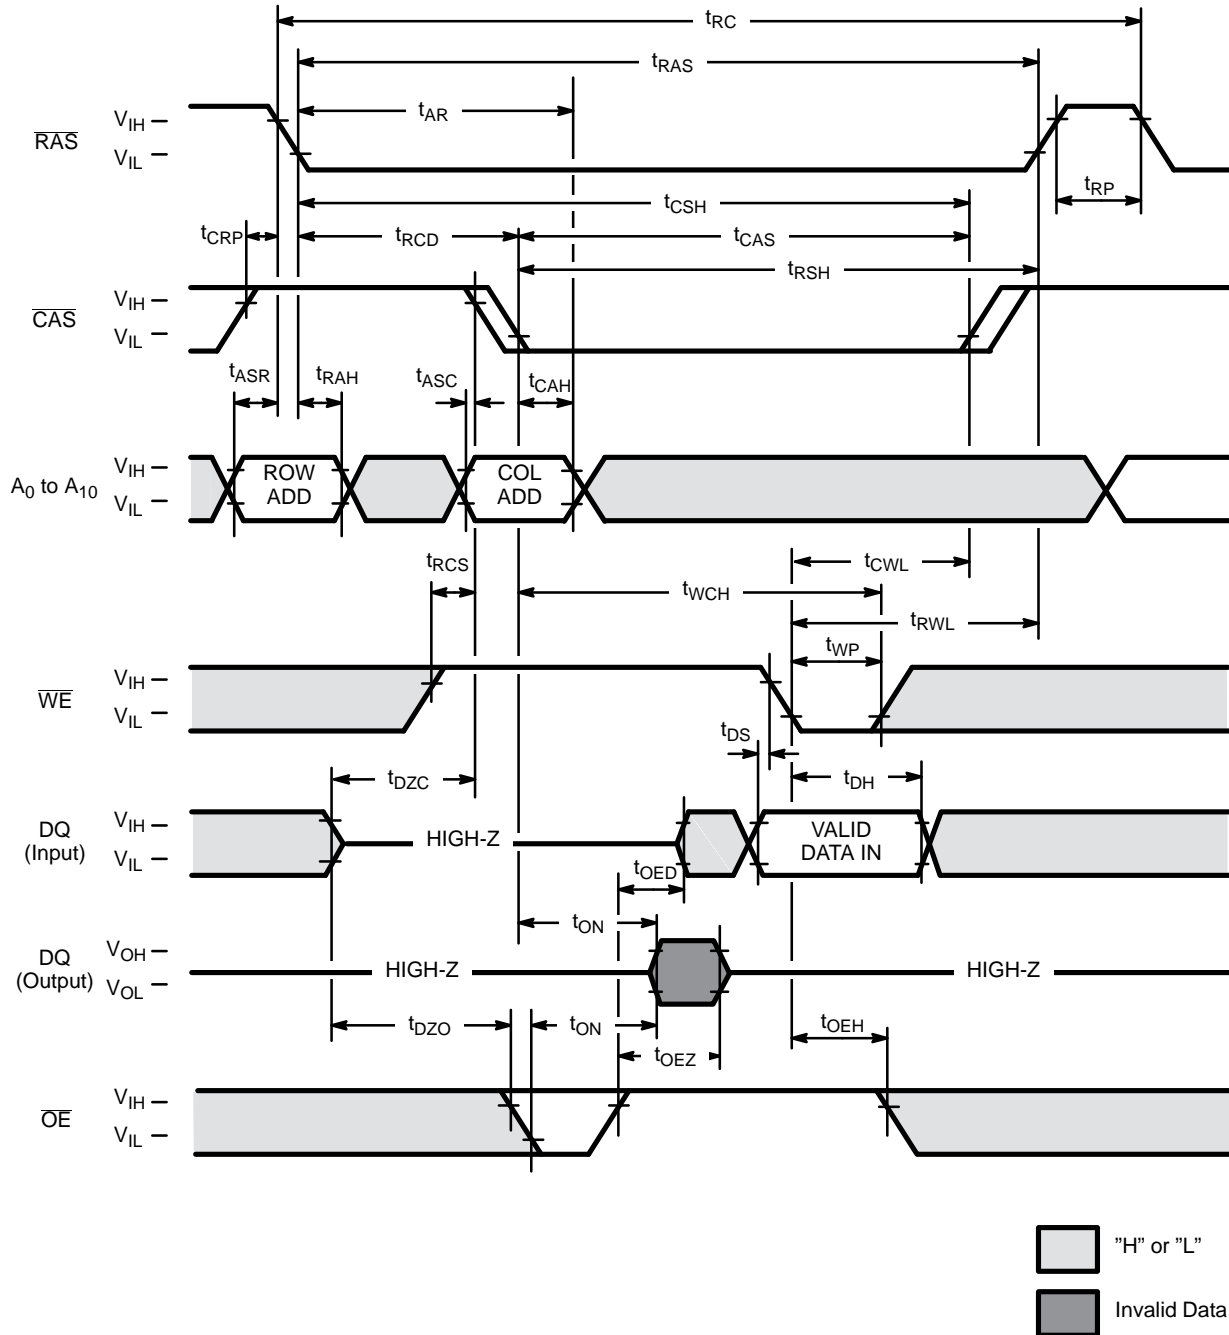 tRC
tRAS
tAR
RAS
VIH
VIL
tRP
tCSH
tCRP
tRCD
tCAS
tRSH
CAS
VIH
VIL
tASR
tRAH
tASC
tCAH
A0 to A10
VIH
VIL
ROW
ADD
COL
ADD
tRCS
tCWL
tWCH
tRWL
tWP
WE
VIH
VIL
tDS
tDZC
tDH
DQ
(Input)
VIH
VIL
HIGH-Z
VALID
DATA IN
tOED
tON
DQ
(Output)
VOH
VOL
HIGH-Z
HIGH-Z
tDZO
tON
tOEZ
tOEH
OE
VIH
VIL
”H” or ”L”
Invalid Data